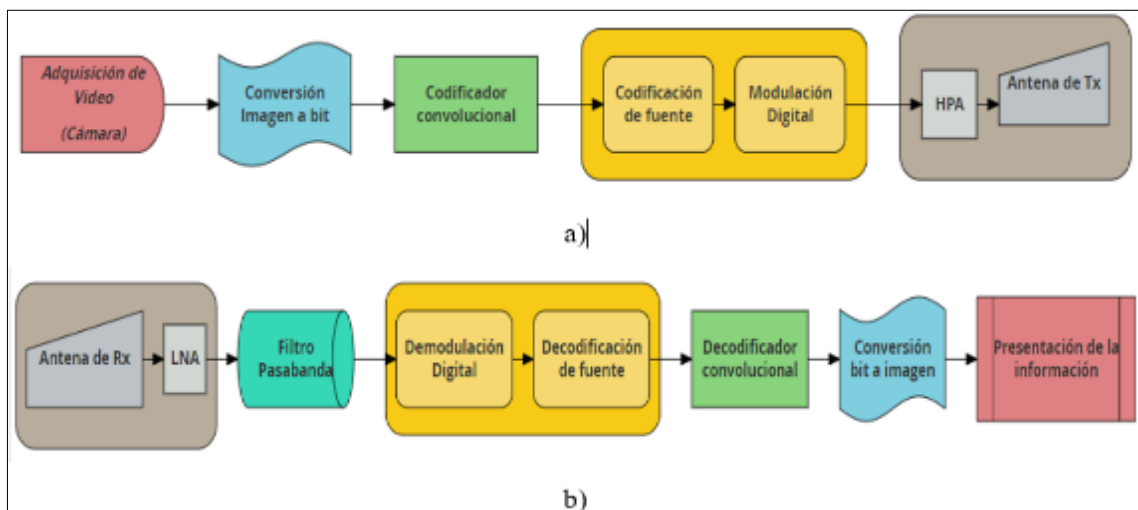 Adquisición de
Video
(Cámara)
Conversión
Imagen a bit
Codificador
convolucional
Codificación
de fuente
Modulación
Digital
HPA
Antena de Tx
a)
Antena de Rx
LNA
Filtro
Pasabanda
Demodulación
Digital
Decodificación
de fuente
Decodificador
convolucional
Conversión
bit a imagen
Presentación de la
información
b)